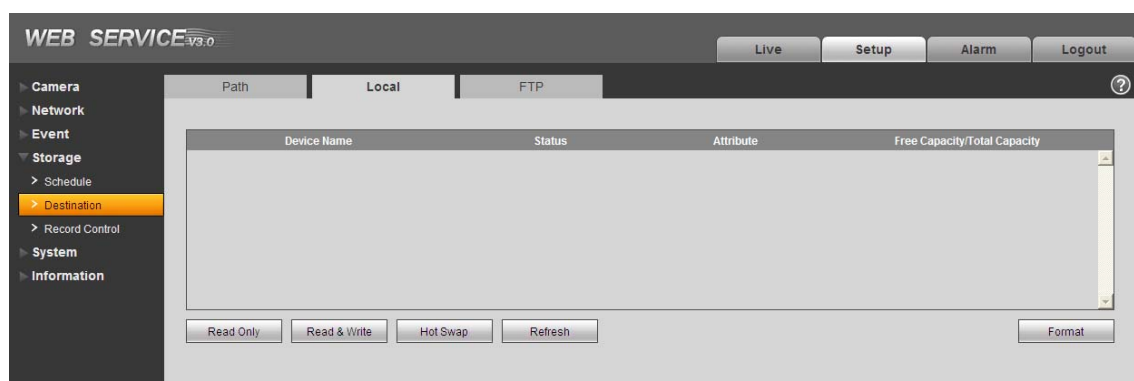 WEB SERVICE V3.0
Live Setup Alarm Logout
Camera
Network
Event
Storage
> Schedule
> Destination
> Record Control
System
Information
Path Local FTP ?
Device Name Status Attribute Free Capacity/Total Capacity
Read Only Read & Write Hot Swap Refresh Format